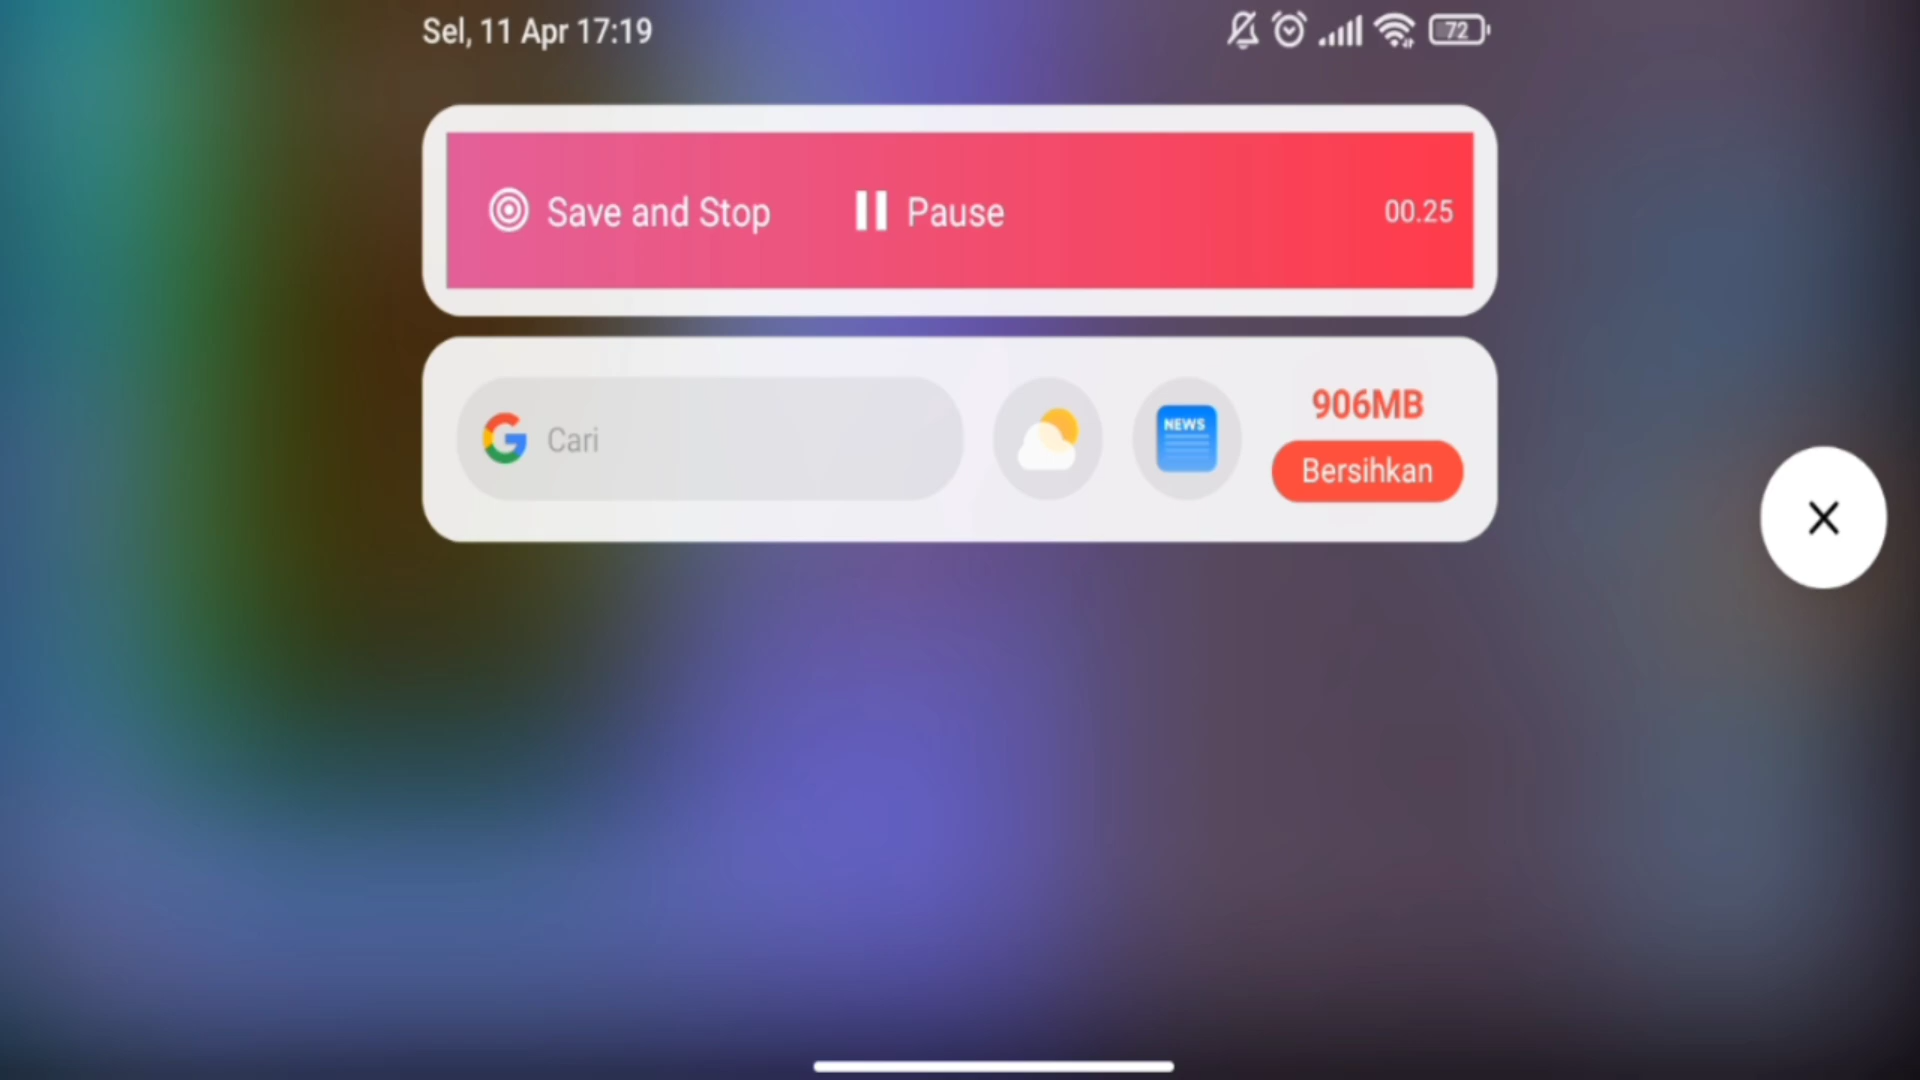 Sel, 11 Apr 17:19
72
Save and Stop
Pause
00.25
Cari
NEWS
906MB
Bersihkan